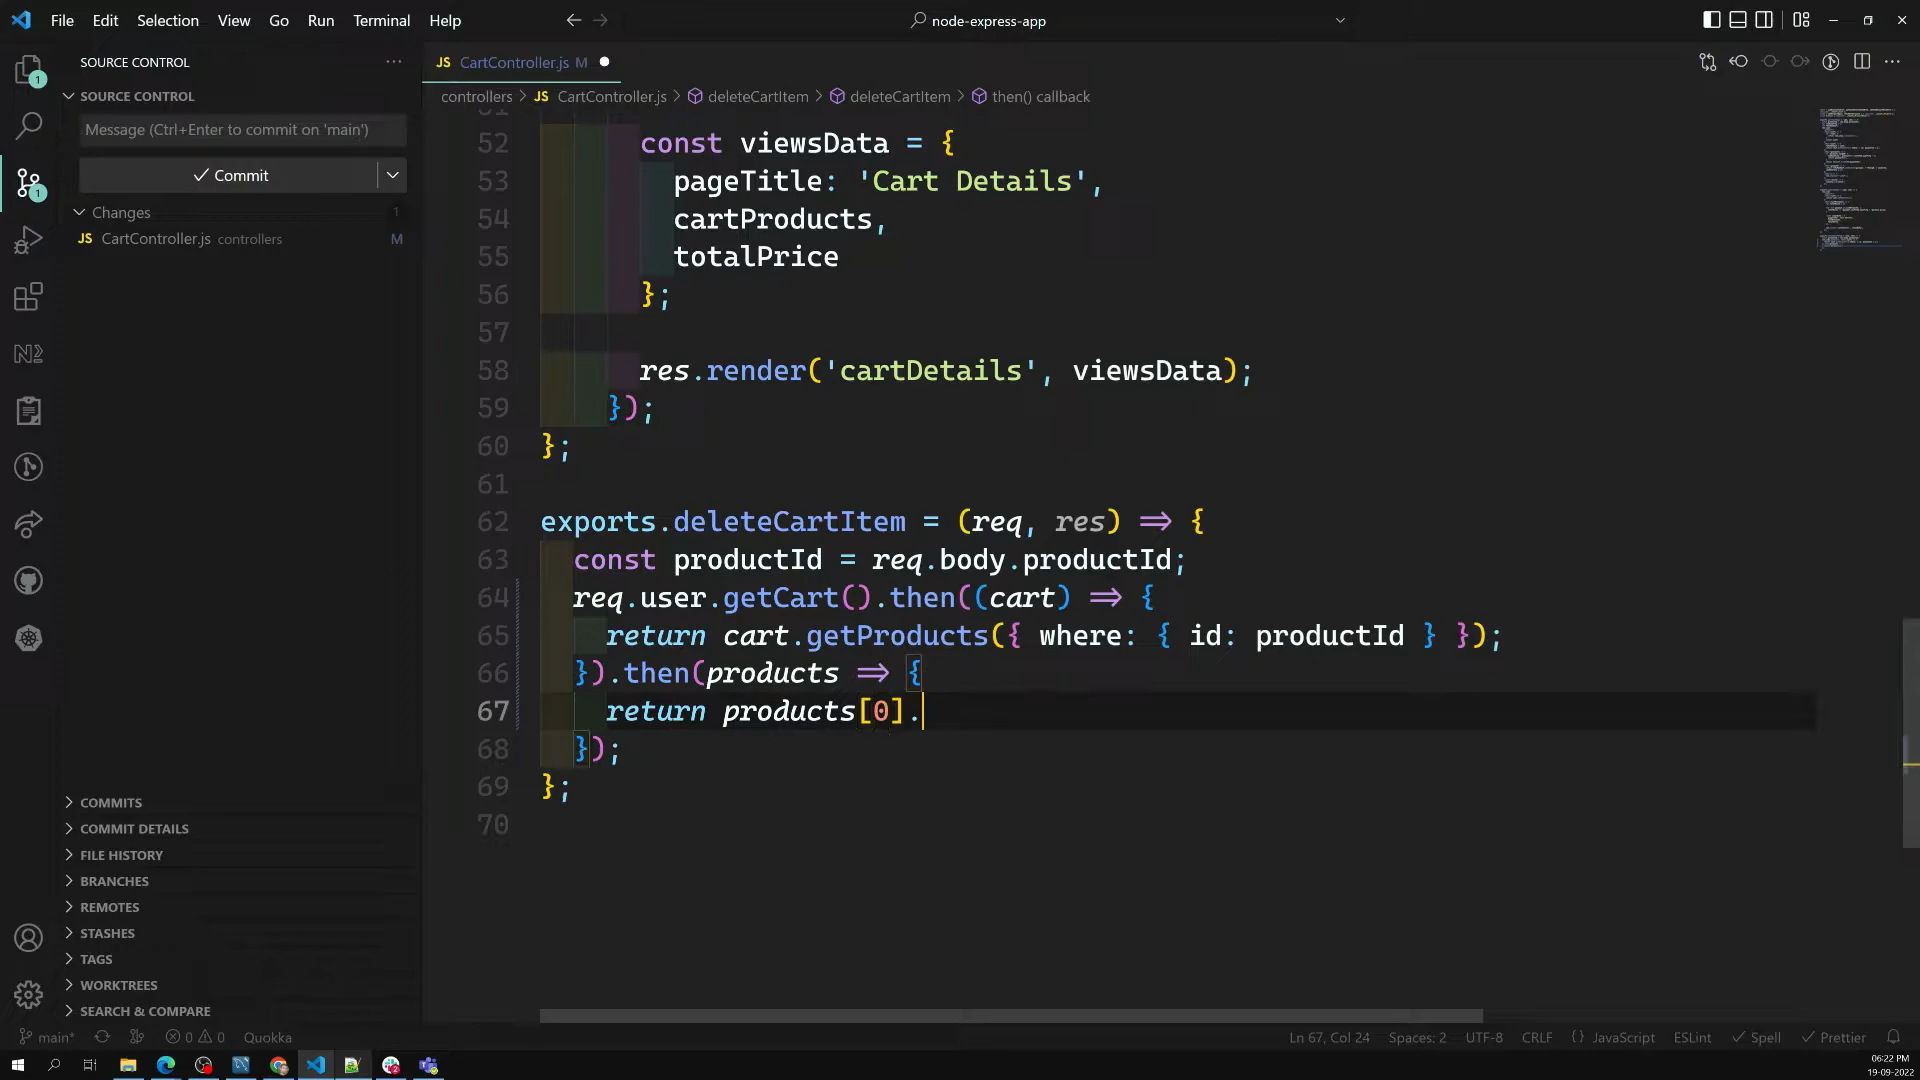 File Edit Selection View Go Run Terminal Help
node-express-app
SOURCE CONTROL
SOURCE CONTROL
Message (Ctrl+Enter to commit on 'main')
Commit
Changes 1
JS CartController.js controllers M
COMMITS
COMMIT DETAILS
FILE HISTORY
BRANCHES
REMOTES
STASHES
TAGS
WORKTREES
SEARCH & COMPARE
1
1
JS CartController.js M
controllers > JS CartController.js > deleteCartItem > deleteCartItem > then() callback
52 const viewsData = {
53 pageTitle: 'Cart Details',
54 cartProducts,
55 totalPrice
56 };
57
58 res.render('cartDetails', viewsData);
59 });
60 };
61
62 exports.deleteCartItem = (req, res) => {
63 const productId = req.body.productId;
64 req.user.getCart().then((cart) => {
65 return cart.getProducts({ where: { id: productId } });
66 }).then(products => {
67 return products[0].
68 });
69 };
70
main* 0 0 Quokka
Ln 67, Col 24 Spaces: 2 UTF-8 CRLF {} JavaScript ESLint Spell Prettier
06:22 PM
19-09-2022